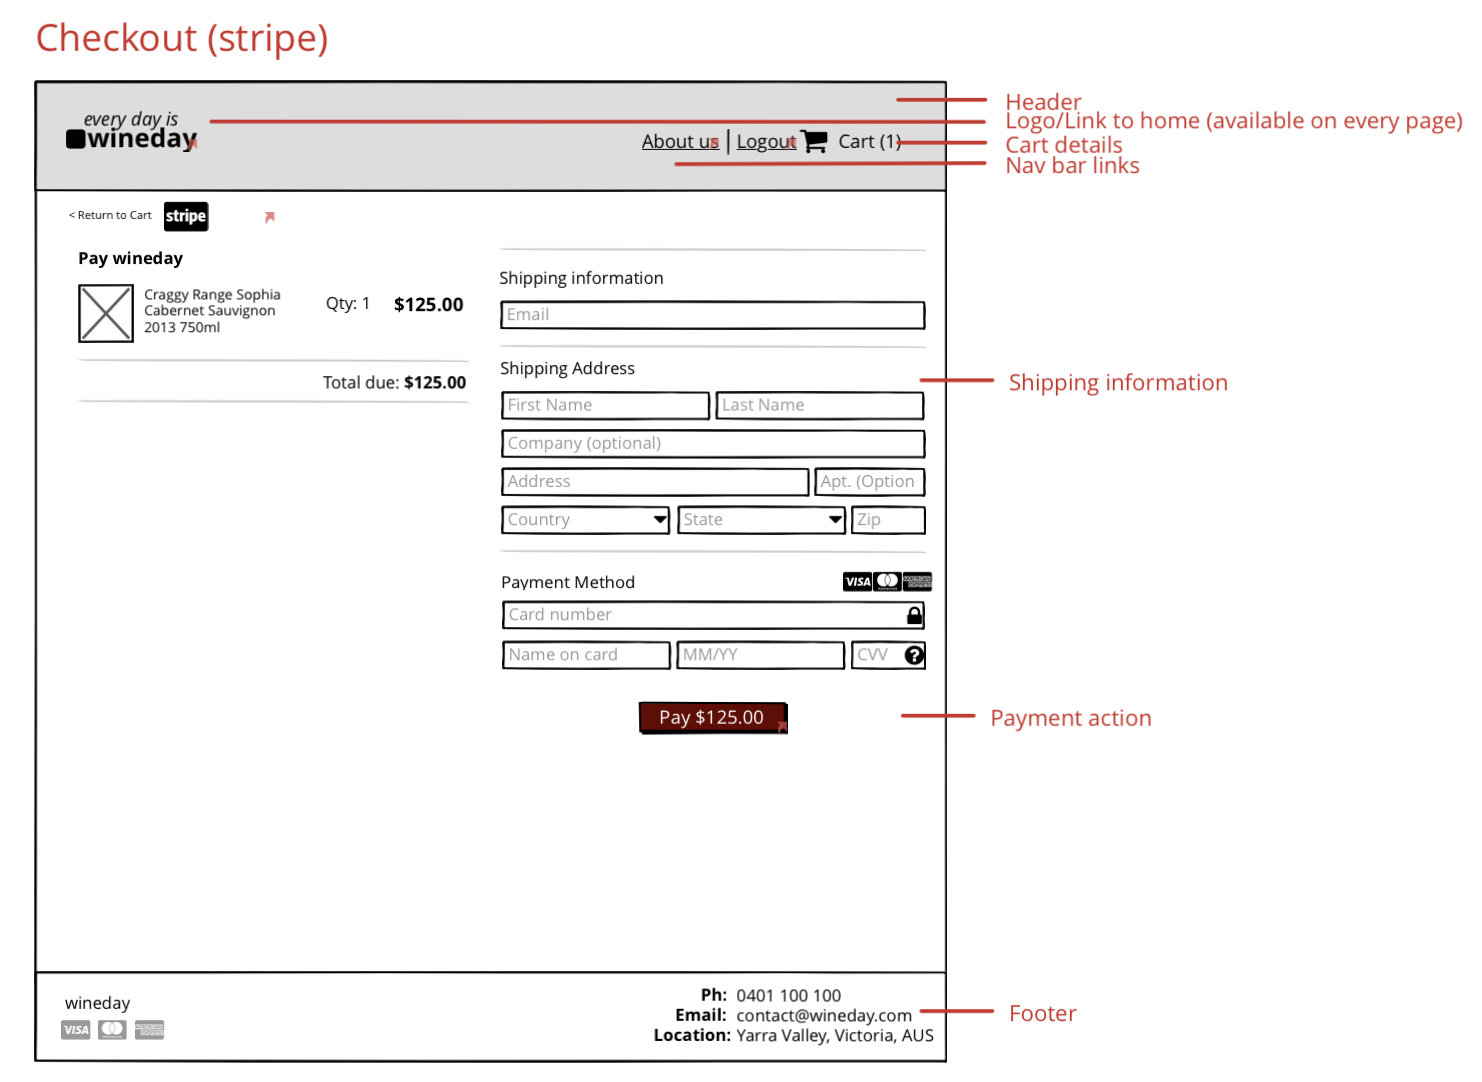 Checkout (stripe)
every day is
wineday
About us | Logout Cart (1)
Header
Logo/Link to home (available on every page)
Cart details
Nav bar links
< Return to Cart stripe
Pay wineday
Craggy Range Sophia
Cabernet Sauvignon
2013 750ml
Qty: 1 $125.00
Total due: $125.00
Shipping information
Email
Shipping Address
First Name Last Name
Company (optional)
Address Apt. (Option
Country State Zip
Shipping information
Payment Method VISA
Card number
Name on card MM/YY CVV ?
Pay $125.00
Payment action
wineday
VISA
Ph: 0401 100 100
Email: contact@wineday.com
Location: Yarra Valley, Victoria, AUS
Footer